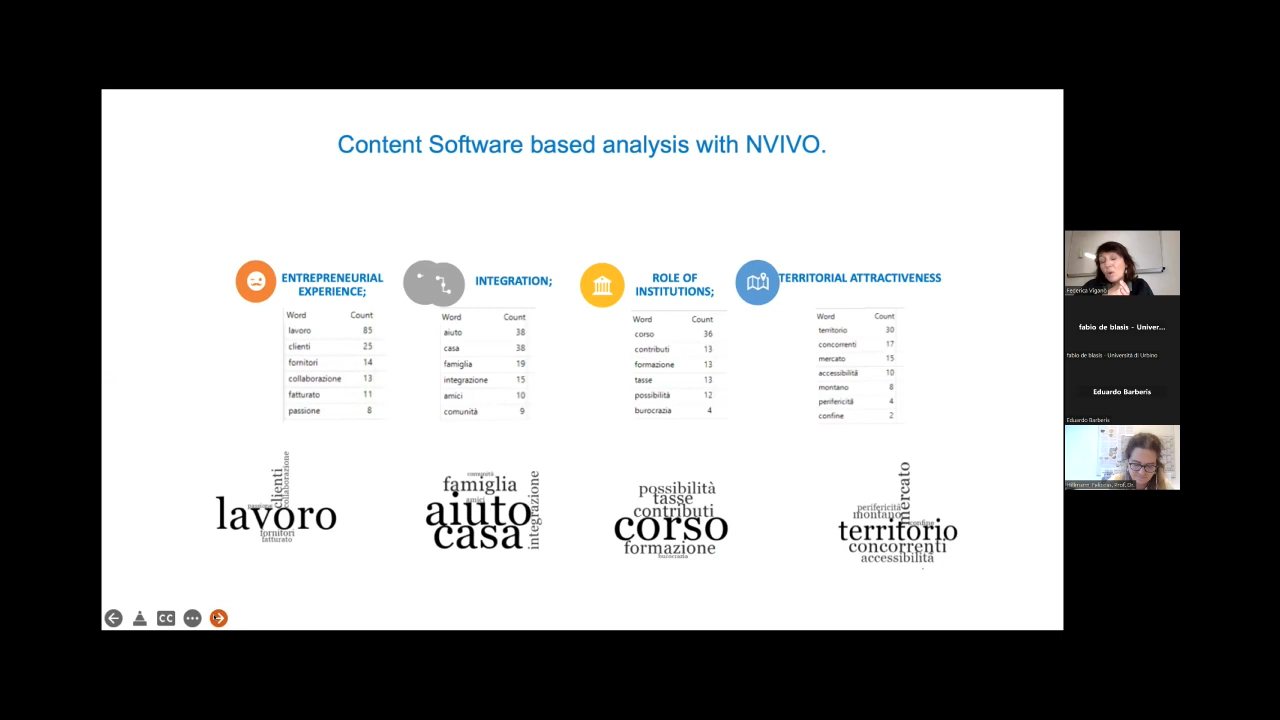 Content Software based analysis with NVIVO.
ENTREPRENEURIAL
EXPERIENCE;
Word Count
lavoro 85
clienti 25
fornitori 14
collaborazione 13
fatturato 11
passione 8
INTEGRATION;
Word Count
aiuto 38
casa 38
famiglia 19
integrazione 15
amici 10
comunità 9
ROLE OF
INSTITUTIONS;
Word Count
corso 36
contributi 13
formazione 13
tasse 13
possibilità 12
burocrazia 4
TERRITORIAL ATTRACTIVENESS
Word Count
territorio 30
concorrenti 17
mercato 15
accessibilità 10
montano 8
perifericità 4
confine 2
clienti
collaborazione
passione
lavoro
fornitori
fatturato
comunità
famiglia
amici
aiuto
casa
integrazione
possibilità
tasse
contributi
corso
formazione
burocrazia
mercato
perifericità
montano
confine
territorio
concorrenti
accessibilità
CC
Federica Viganò
fabio de blasis - Univer...
fabio de blasis - Università di Urbino
Eduardo Barberis
Eduardo Barberis
Felicitas, Prof. Dr.